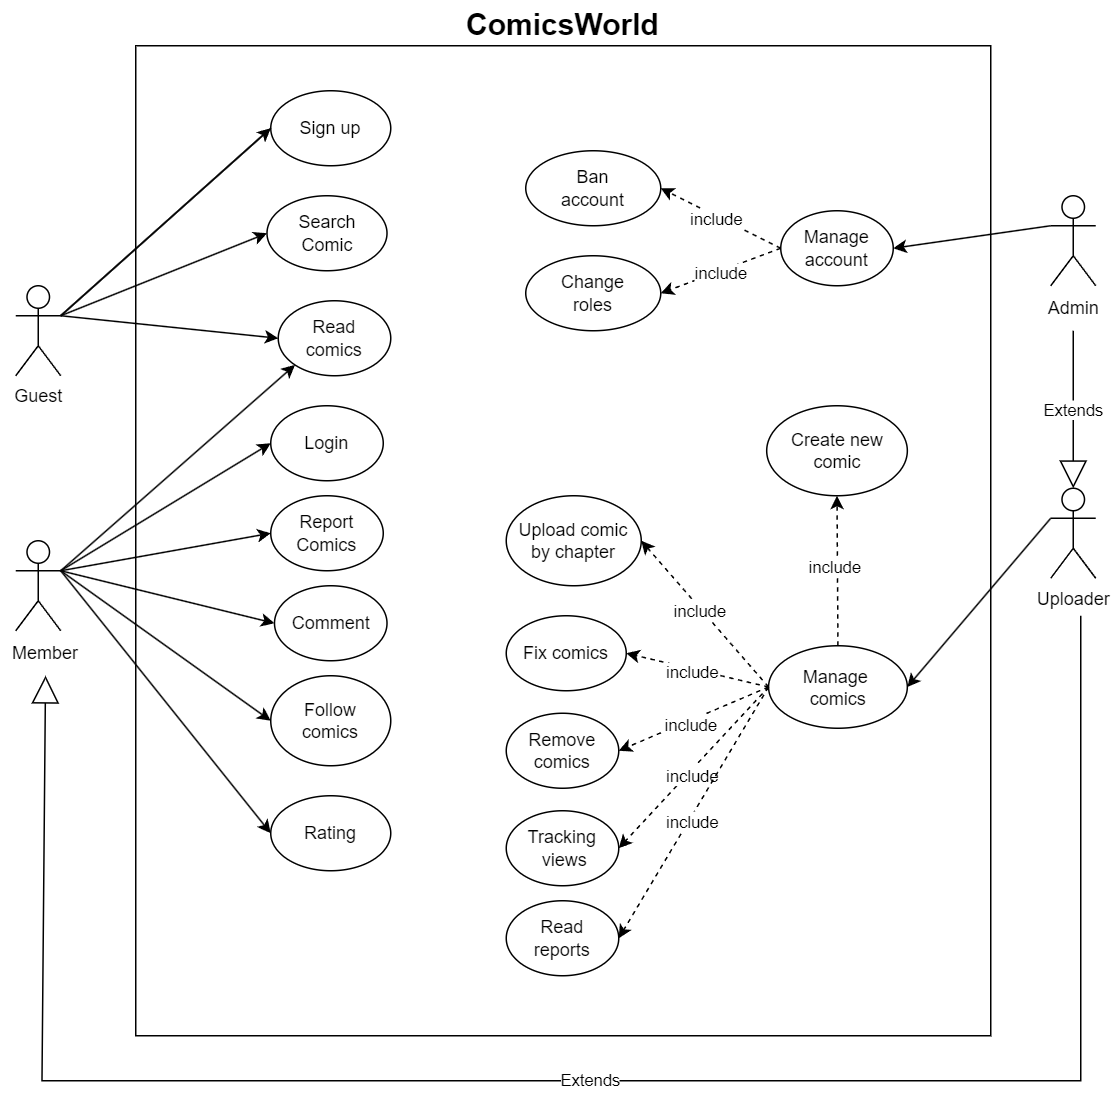 ComicsWorld
Sign up
Search
Comic
Read
comics
Login
Report
Comics
Comment
Follow
comics
Rating
Guest
Member
Ban
account
Change
roles
include
include
Manage
account
Admin
Extends
Create new
comic
Upload comic
by chapter
include
include
Uploader
Fix comics
include
Manage
comics
Remove
comics
include
include
Tracking
views
include
Read
reports
Extends